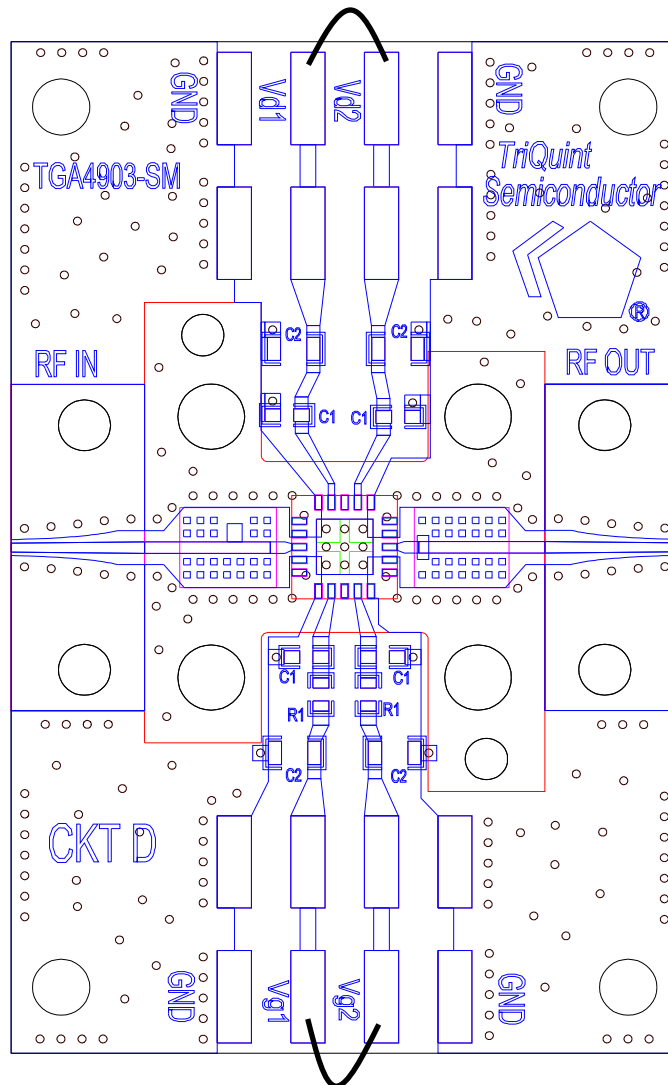 GND
Vd1
Vd2
GND
TGA4903-SM
TriQuint
Semiconductor
®
C2
C2
RF IN
RF OUT
C1
C1
C1
C1
R1
R1
C2
C2
CKT D
GND
Vg1
Vg2
GND